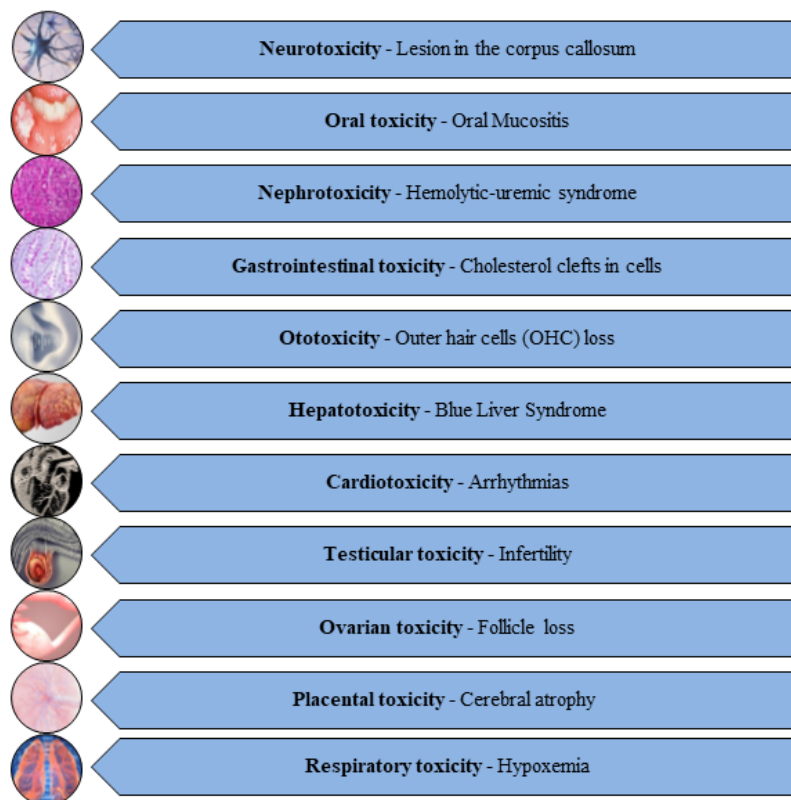 Neurotoxicity - Lesion in the corpus callosum
Oral toxicity - Oral Mucositis
Nephrotoxicity - Hemolytic-uremic syndrome
Gastrointestinal toxicity - Cholesterol clefts in cells
Ototoxicity - Outer hair cells (OHC) loss
Hepatotoxicity - Blue Liver Syndrome
Cardiotoxicity - Arrhythmias
Testicular toxicity - Infertility
Ovarian toxicity - Follicle loss
Placental toxicity - Cerebral atrophy
Respiratory toxicity - Hypoxemia